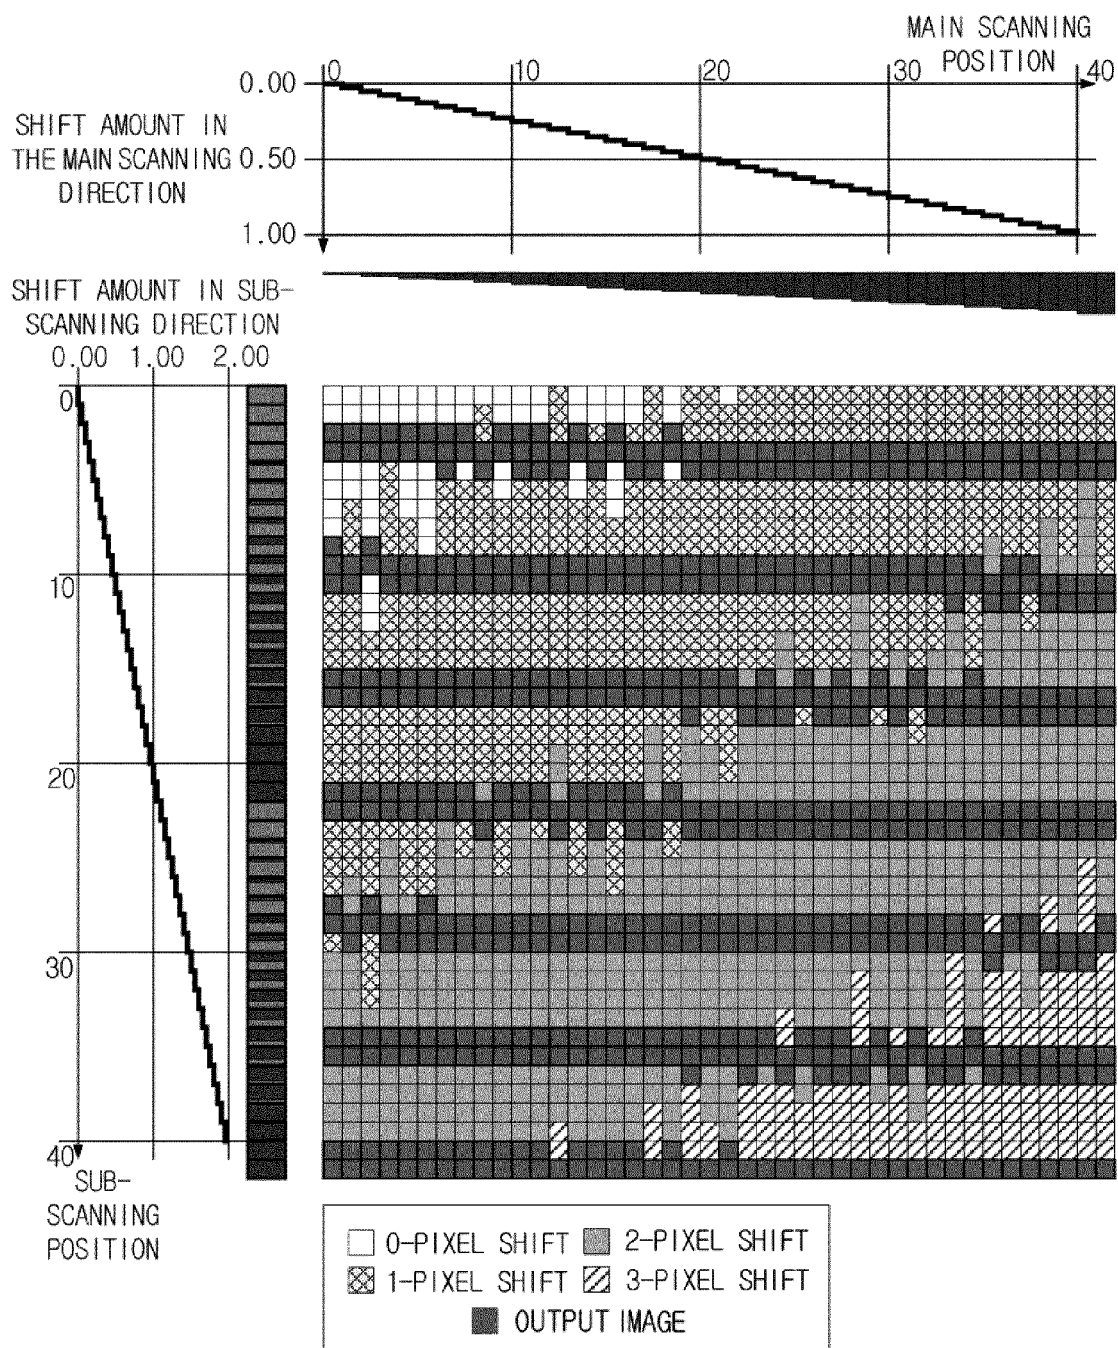 MAIN SCANNING
POSITION
0 10 20 30 40
0.00
SHIFT AMOUNT IN
THE MAIN SCANNING
DIRECTION
0.50
1.00
SHIFT AMOUNT IN SUB-
SCANNING DIRECTION
0.00 1.00 2.00
0
10
20
30
40
SUB-
SCANNING
POSITION
0-PIXEL SHIFT 2-PIXEL SHIFT
1-PIXEL SHIFT 3-PIXEL SHIFT
OUTPUT IMAGE